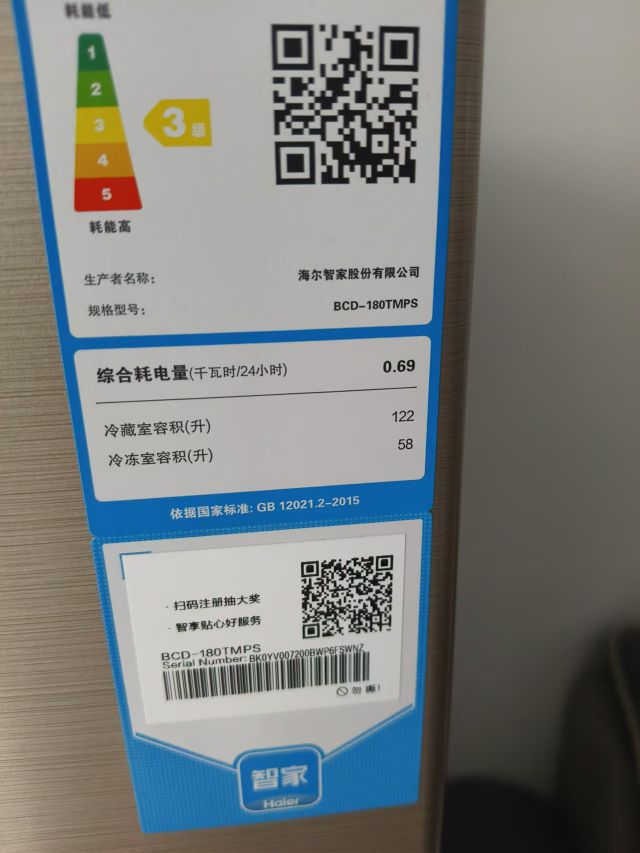 耗能低
1
2
3
3级
4
5
耗能高
生产者名称: 海尔智家股份有限公司
规格型号: BCD-180TMPS
综合耗电量(千瓦时/24小时) 0.69
冷藏室容积(升) 122
冷冻室容积(升) 58
依据国家标准: GB 12021.2-2015
· 扫码注册抽大奖
· 智享贴心好服务
BCD-180TMPS
Serial Number: BK0YV007200BWP6FSWNZ
勿撕!
智家
Haier